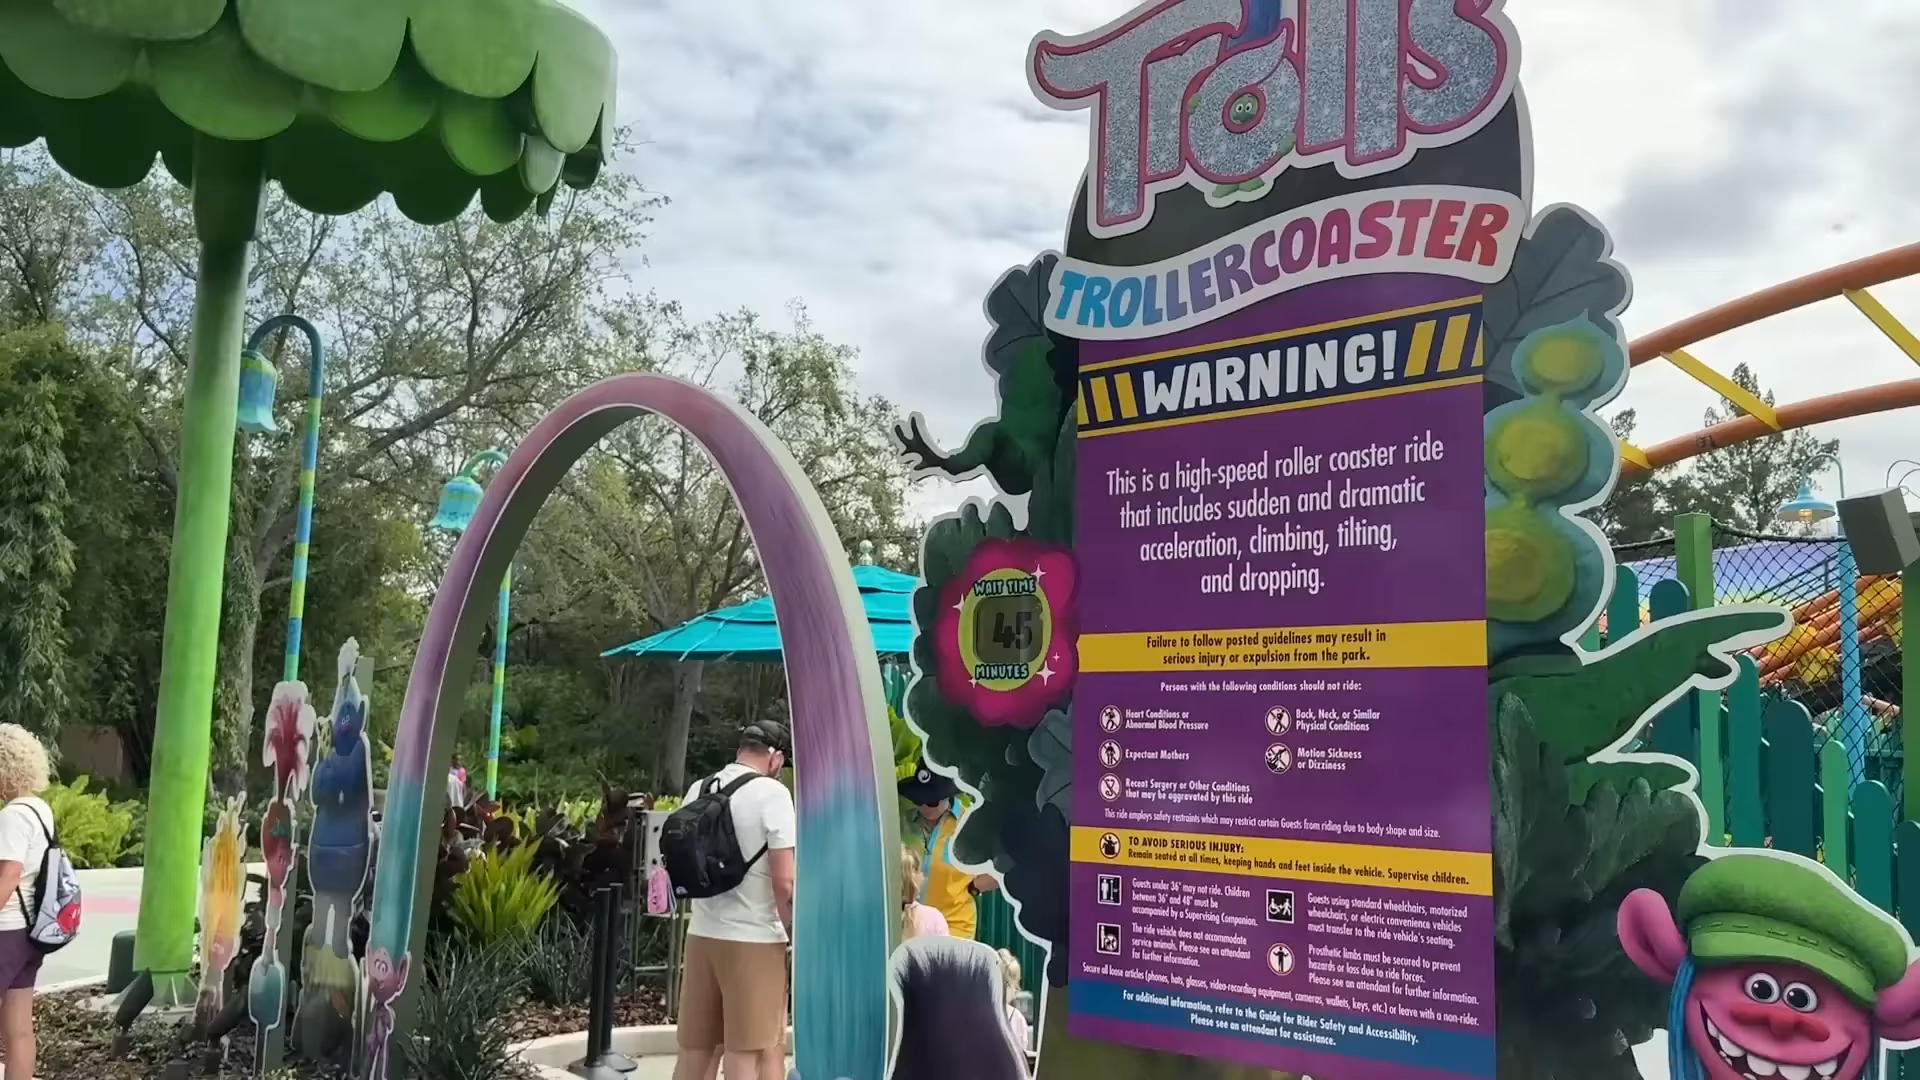 Trolls
TROLLERCOASTER
WARNING!
This is a high-speed roller coaster ride
that includes sudden and dramatic
acceleration, climbing, tilting,
and dropping.
WAIT TIME
45
MINUTES
Failure to follow posted guidelines may result in
serious injury or expulsion from the park.
Persons with the following conditions should not ride:
Heart Conditions or
Abnormal Blood Pressure
Back, Neck, or Similar
Physical Conditions
Expectant Mothers
Motion Sickness
or Dizziness
Recent Surgery or Other Conditions
that may be aggravated by this ride
This ride employs safety restraints which may restrict certain Guests from riding due to body shape and size.
TO AVOID SERIOUS INJURY:
Remain seated at all times, keeping hands and feet inside the vehicle. Supervise children.
Guests under 36" may not ride. Children
between 36" and 48" must be
accompanied by a Supervising Companion.
Guests using standard wheelchairs, motorized
wheelchairs, or electric convenience vehicles
must transfer to the ride vehicle's seating.
The ride vehicle does not accommodate
service animals. Please see an attendant
for further information.
Prosthetic limbs must be secured to prevent
hazards or loss due to ride forces.
Please see an attendant for further information.
Secure all loose articles (phones, hats, glasses, video-recording equipment, cameras, wallets, keys, etc.) or leave with a non-rider.
For additional information, refer to the Guide for Rider Safety and Accessibility.
Please see an attendant for assistance.